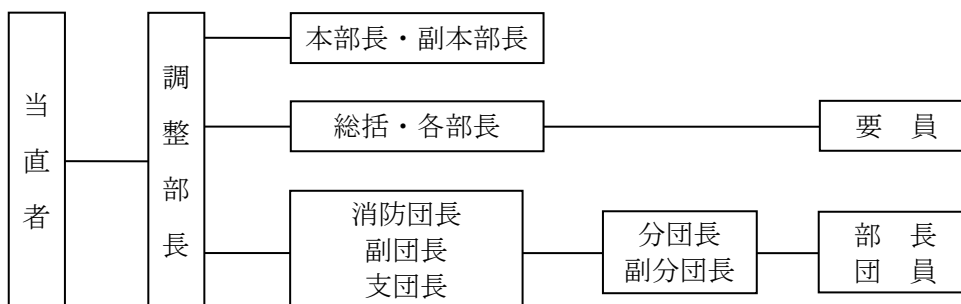 当直者
調整部長
本部長・副本部長
総括・各部長
要　員
消防団長
副団長
支団長
分団長
副分団長
部　長
団　員